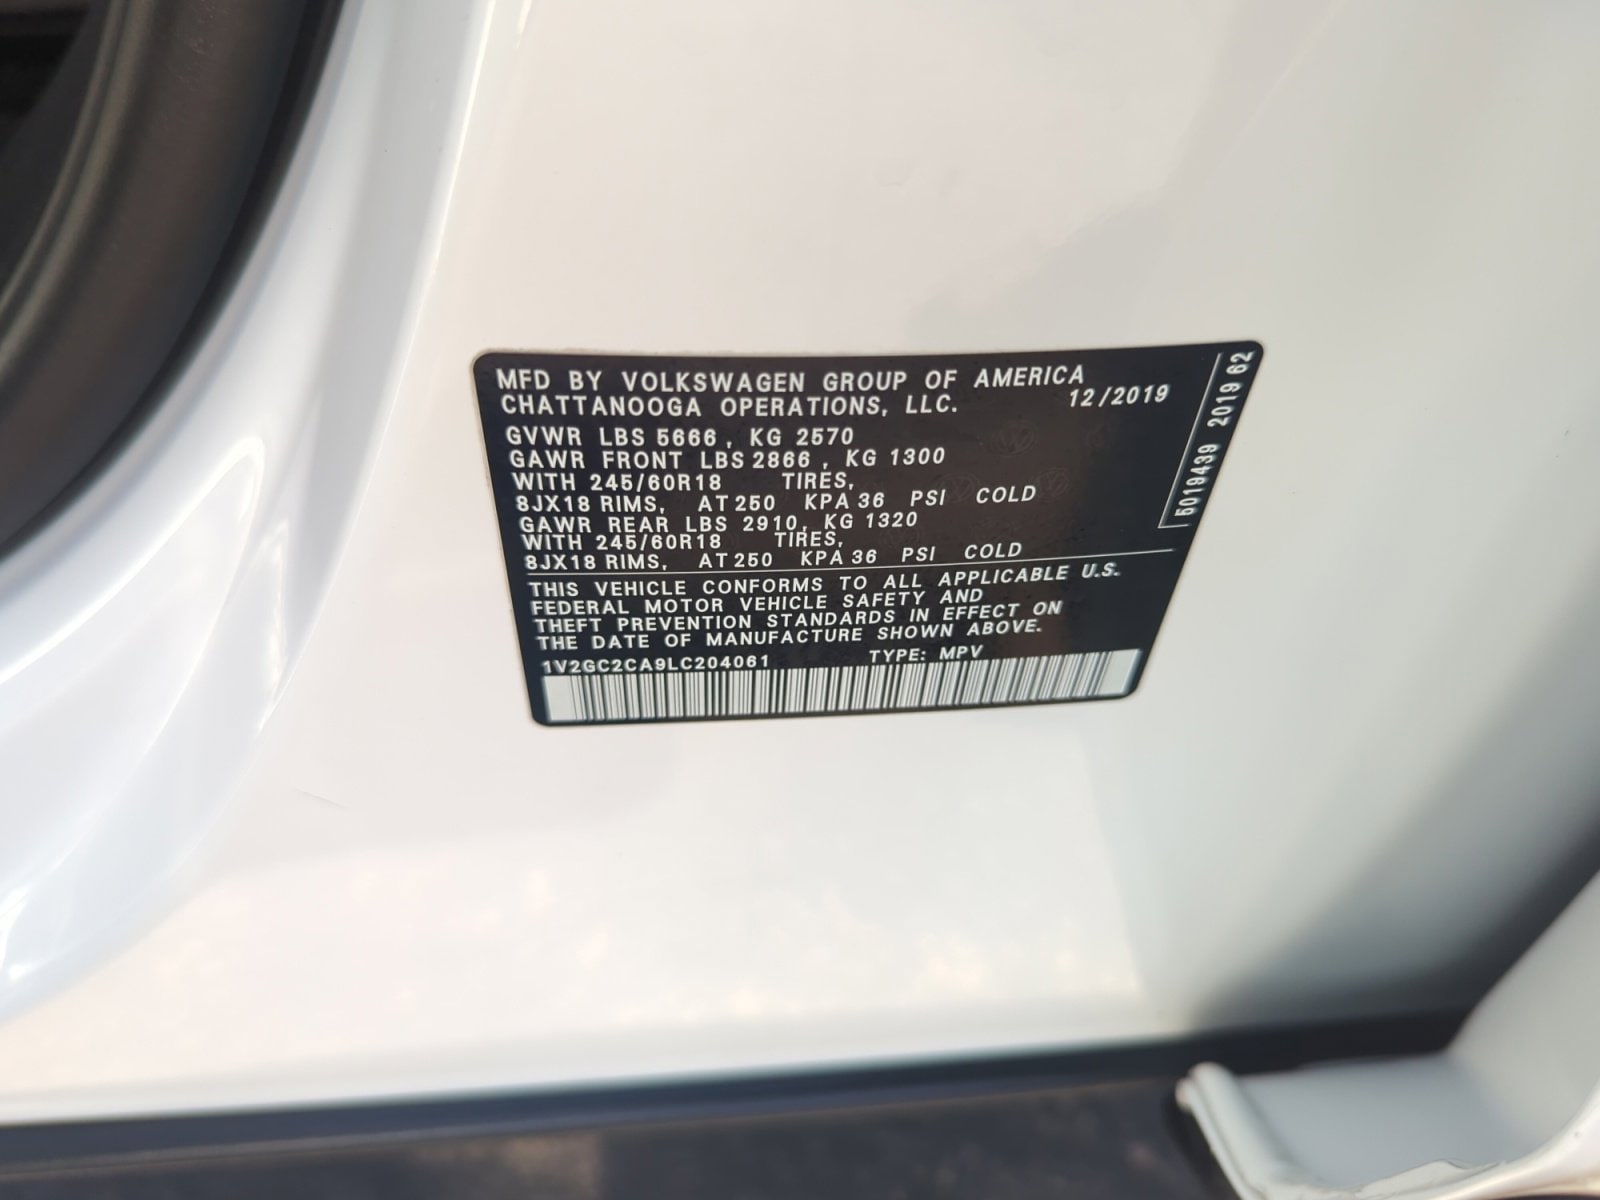 MFD BY VOLKSWAGEN GROUP OF AMERICA
CHATTANOOGA OPERATIONS, LLC. 12/2019
GVWR LBS 5666, KG 2570
GAWR FRONT LBS 2866, KG 1300
WITH 245/60R18 TIRES,
8JX18 RIMS, AT 250 KPA 36 PSI COLD
GAWR REAR LBS 2910, KG 1320
WITH 245/60R18 TIRES,
8JX18 RIMS, AT 250 KPA 36 PSI COLD
THIS VEHICLE CONFORMS TO ALL APPLICABLE U.S.
FEDERAL MOTOR VEHICLE SAFETY AND
THEFT PREVENTION STANDARDS IN EFFECT ON
THE DATE OF MANUFACTURE SHOWN ABOVE.
1V2GC2CA9LC204061 TYPE: MPV
5019439 2019 62